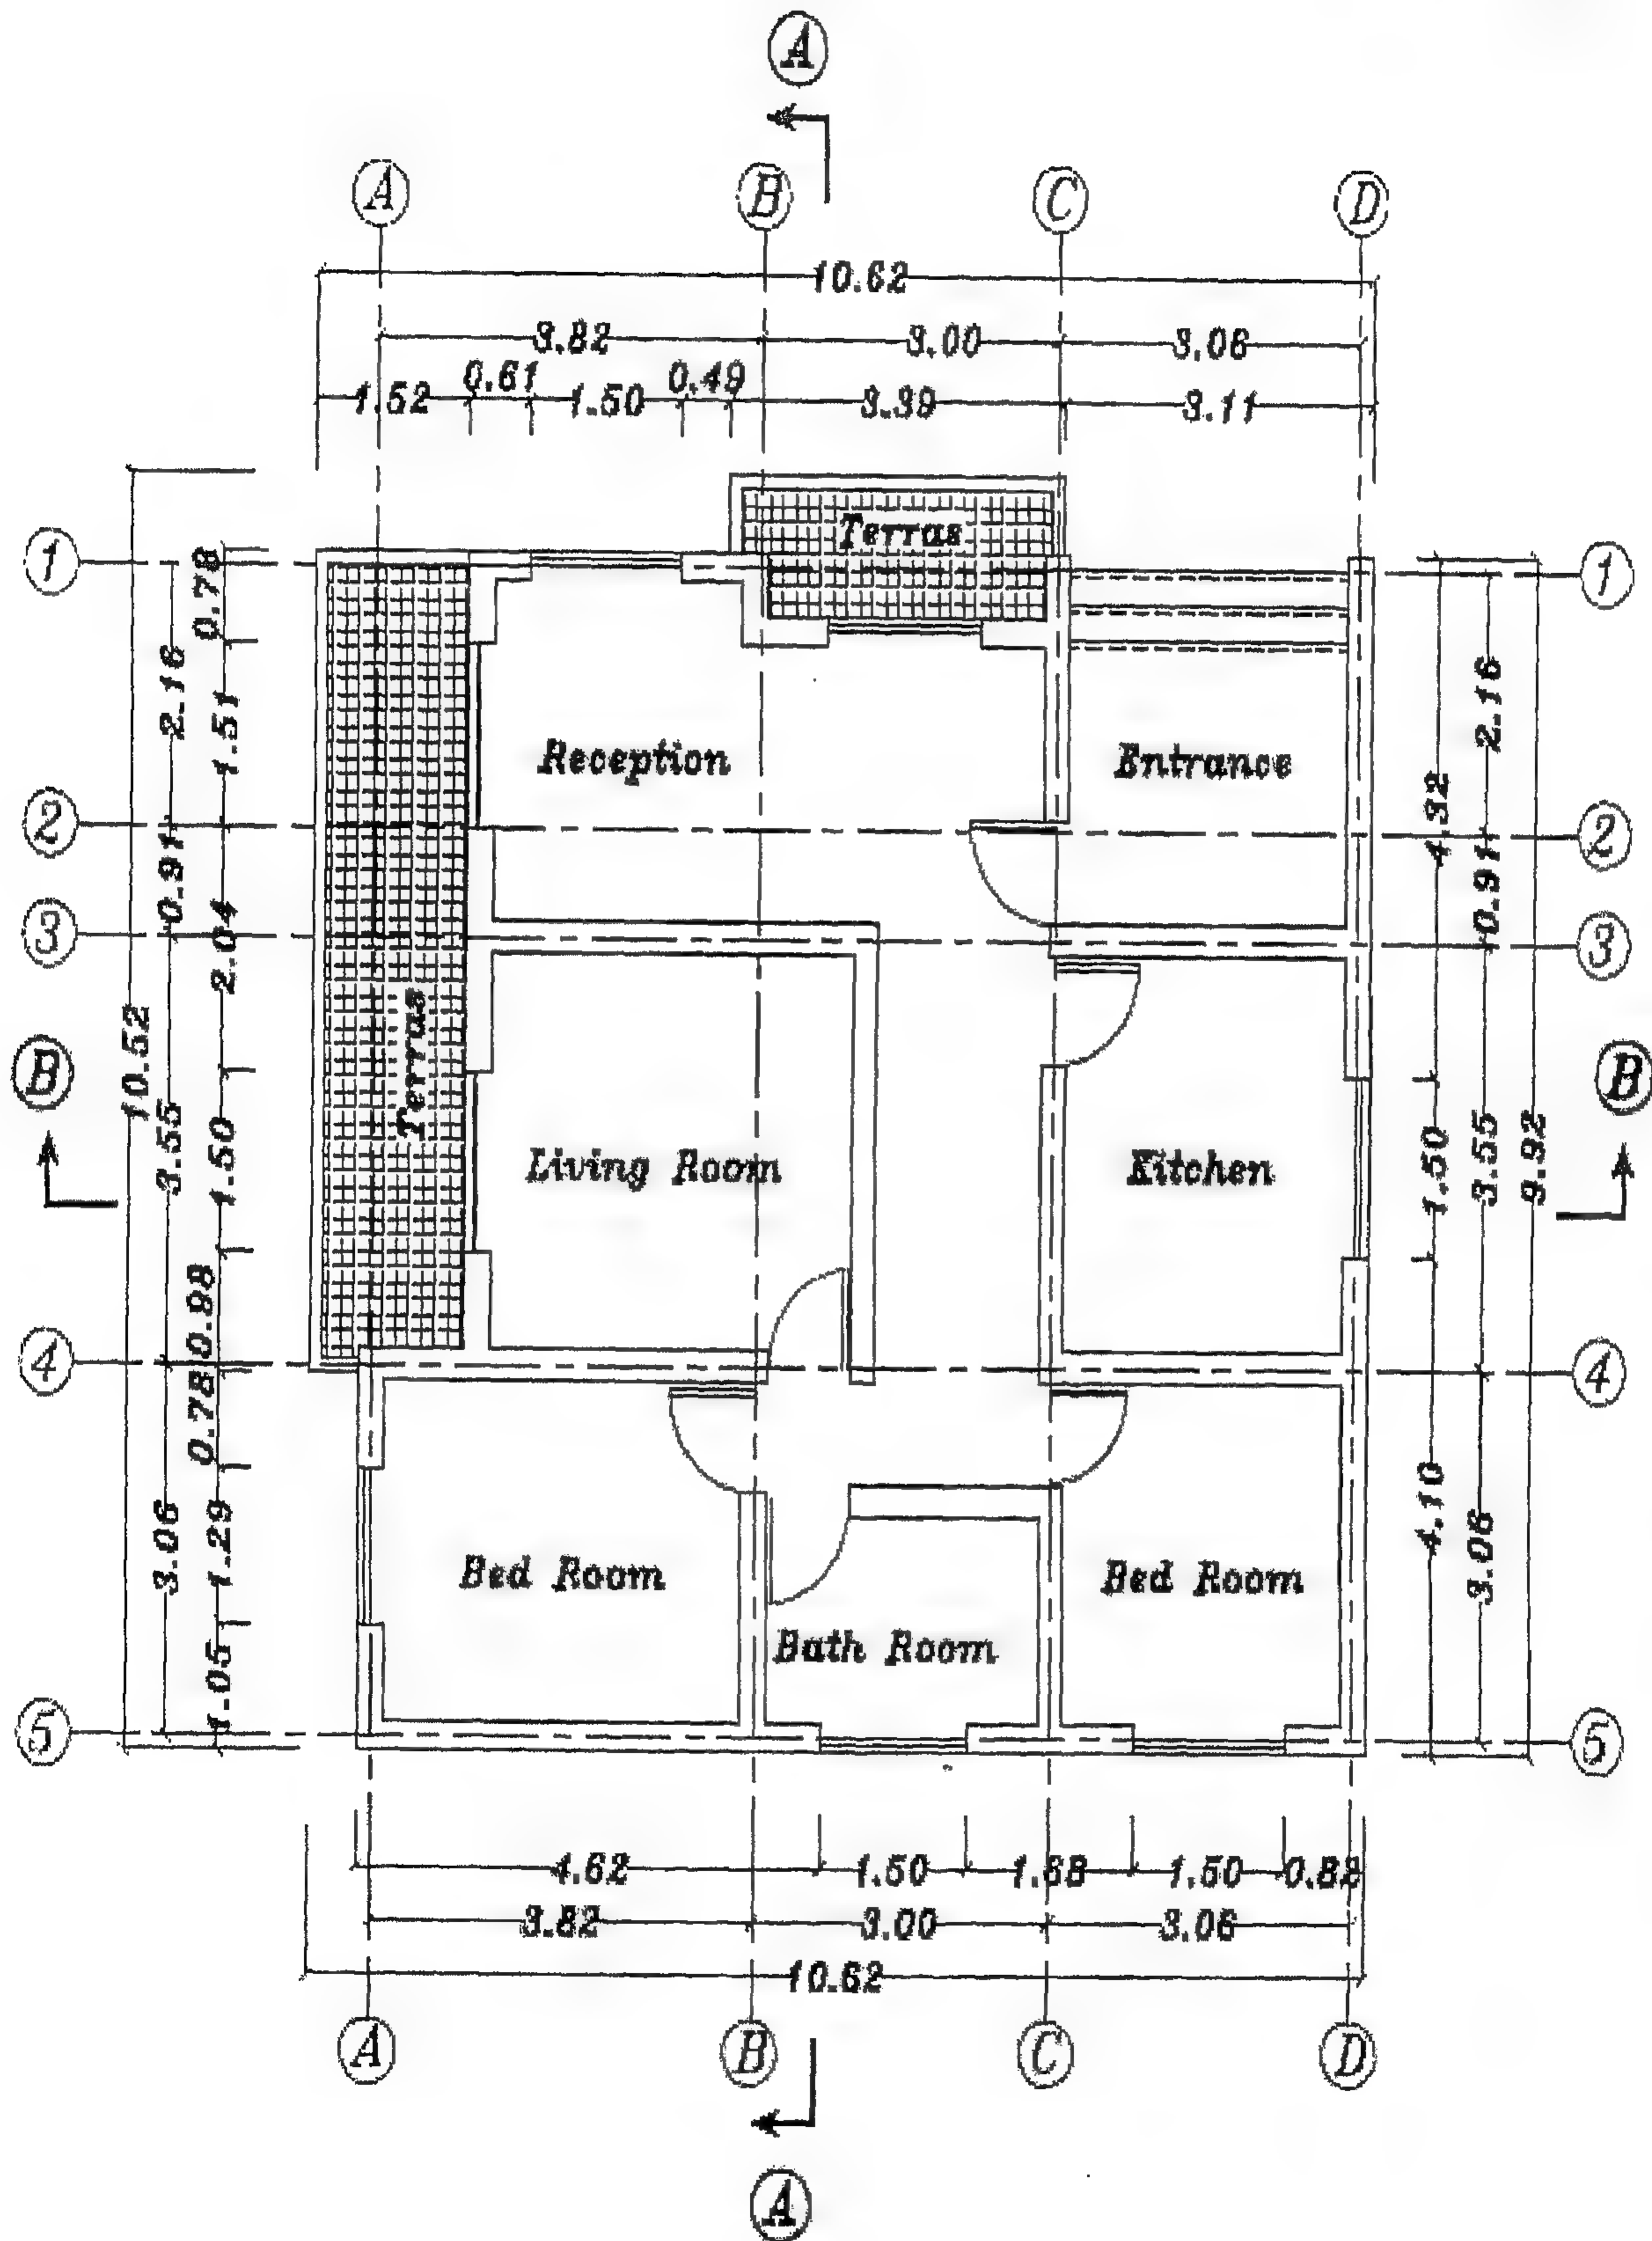 A
A B C D
10.62
3.82 3.00 3.06
0.61 0.49
1.52 1.50 3.39 3.11
Terras
1 1
0.78
2.16 2.16
1.51
Reception Entrance
4.32
2 2
0.91 0.91
3 3
2.04
Terras
10.52
B B
3.55 1.50 1.50 3.55 9.92
Living Room Kitchen
0.98
4 4
0.78
3.06 1.29 4.10 3.06
Bed Room Bed Room
Bath Room
1.05
5 5
4.62 1.50 1.68 1.50 0.82
3.82 3.00 3.06
10.62
A B C D
A